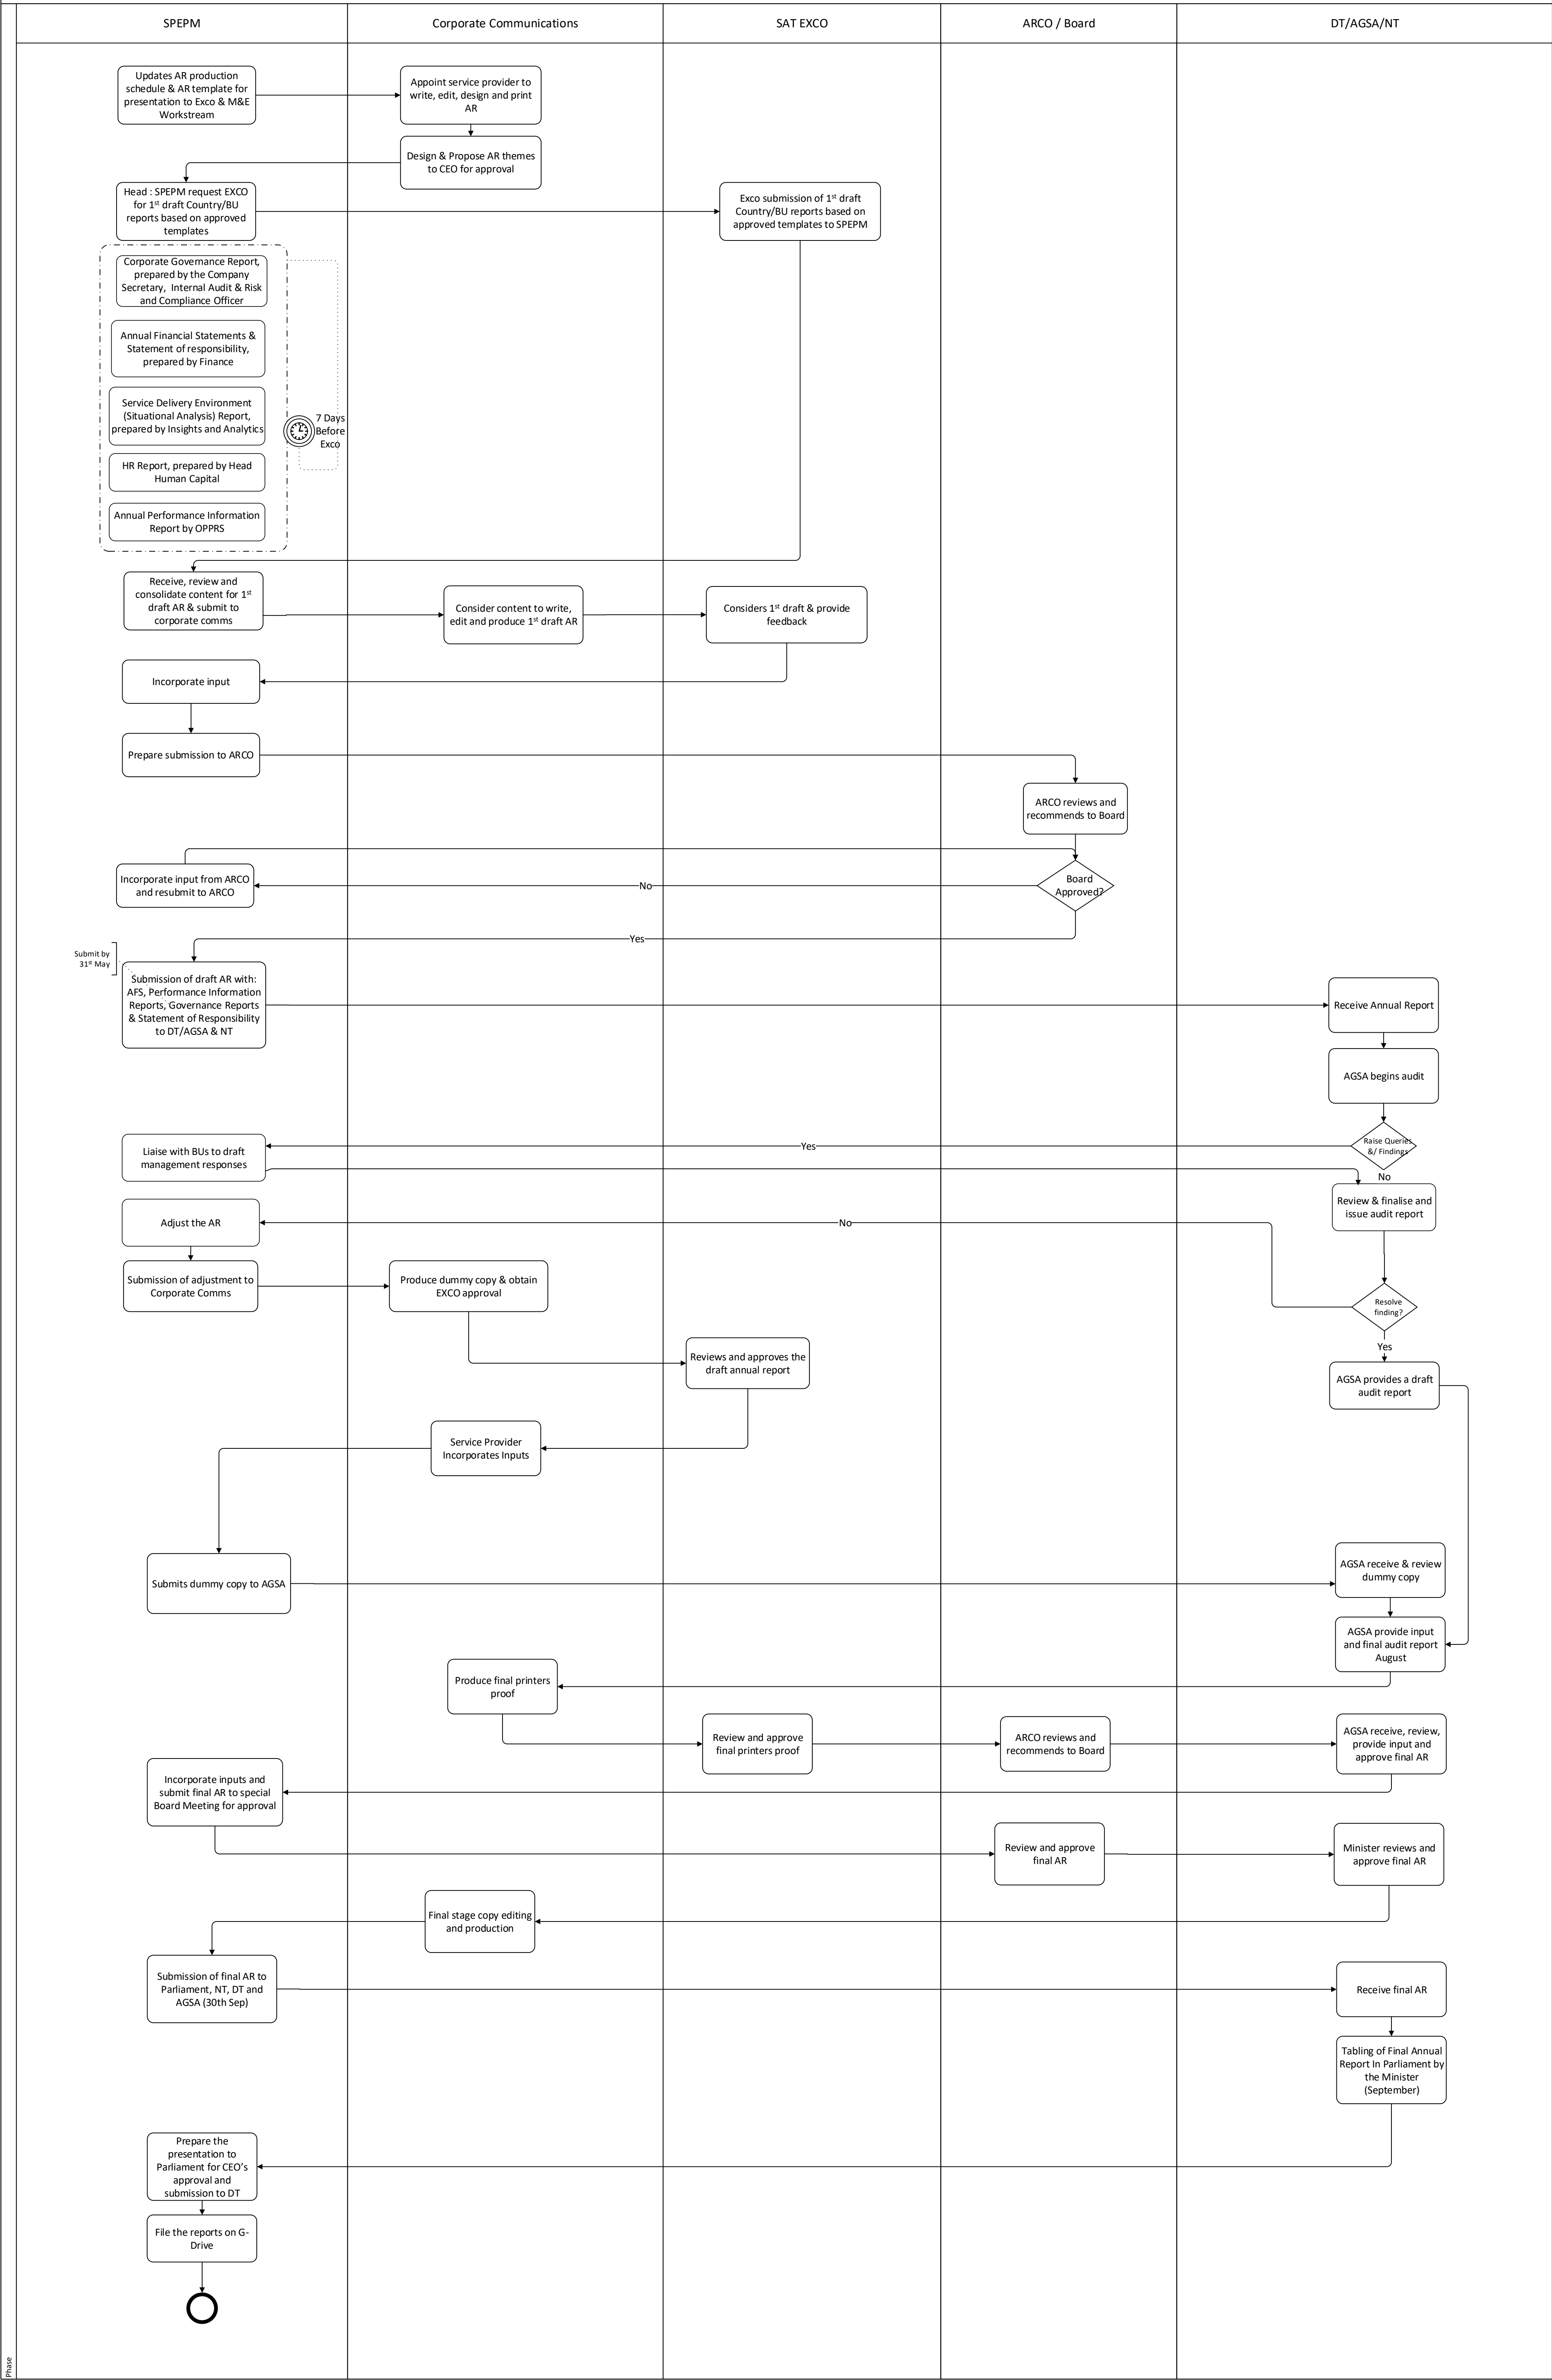 SPEPM
Corporate Communications
SAT EXCO
ARCO / Board
DT/AGSA/NT
Updates AR production
schedule & AR template for
presentation to Exco & M&E
Workstream
Appoint service provider to
write, edit, design and print
AR
Design & Propose AR themes
to CEO for approval
Head : SPEPM request EXCO
for 1st draft Country/BU
reports based on approved
templates
Exco submission of 1st draft
Country/BU reports based on
approved templates to SPEPM
Corporate Governance Report,
prepared by the Company
Secretary, Internal Audit & Risk
and Compliance Officer
Annual Financial Statements &
Statement of responsibility,
prepared by Finance
Service Delivery Environment
(Situational Analysis) Report,
prepared by Insights and Analytics
7 Days
Before
Exco
HR Report, prepared by Head
Human Capital
Annual Performance Information
Report by OPPRS
Receive, review and
consolidate content for 1st
draft AR & submit to
corporate comms
Consider content to write,
edit and produce 1st draft AR
Considers 1st draft & provide
feedback
Incorporate input
Prepare submission to ARCO
ARCO reviews and
recommends to Board
Incorporate input from ARCO
and resubmit to ARCO
No
Board
Approved?
Yes
Submit by
31st May
Submission of draft AR with:
AFS, Performance Information
Reports, Governance Reports
& Statement of Responsibility
to DT/AGSA & NT
Receive Annual Report
AGSA begins audit
Liaise with BUs to draft
management responses
Yes
Raise Queries
&/ Findings
No
Review & finalise and
issue audit report
Adjust the AR
No
Submission of adjustment to
Corporate Comms
Produce dummy copy & obtain
EXCO approval
Resolve
finding?
Yes
Reviews and approves the
draft annual report
AGSA provides a draft
audit report
Service Provider
Incorporates Inputs
Submits dummy copy to AGSA
AGSA receive & review
dummy copy
AGSA provide input
and final audit report
August
Produce final printers
proof
Review and approve
final printers proof
ARCO reviews and
recommends to Board
AGSA receive, review,
provide input and
approve final AR
Incorporate inputs and
submit final AR to special
Board Meeting for approval
Review and approve
final AR
Minister reviews and
approve final AR
Final stage copy editing
and production
Submission of final AR to
Parliament, NT, DT and
AGSA (30th Sep)
Receive final AR
Tabling of Final Annual
Report In Parliament by
the Minister
(September)
Prepare the
presentation to
Parliament for CEO’s
approval and
submission to DT
File the reports on G-
Drive
Phase